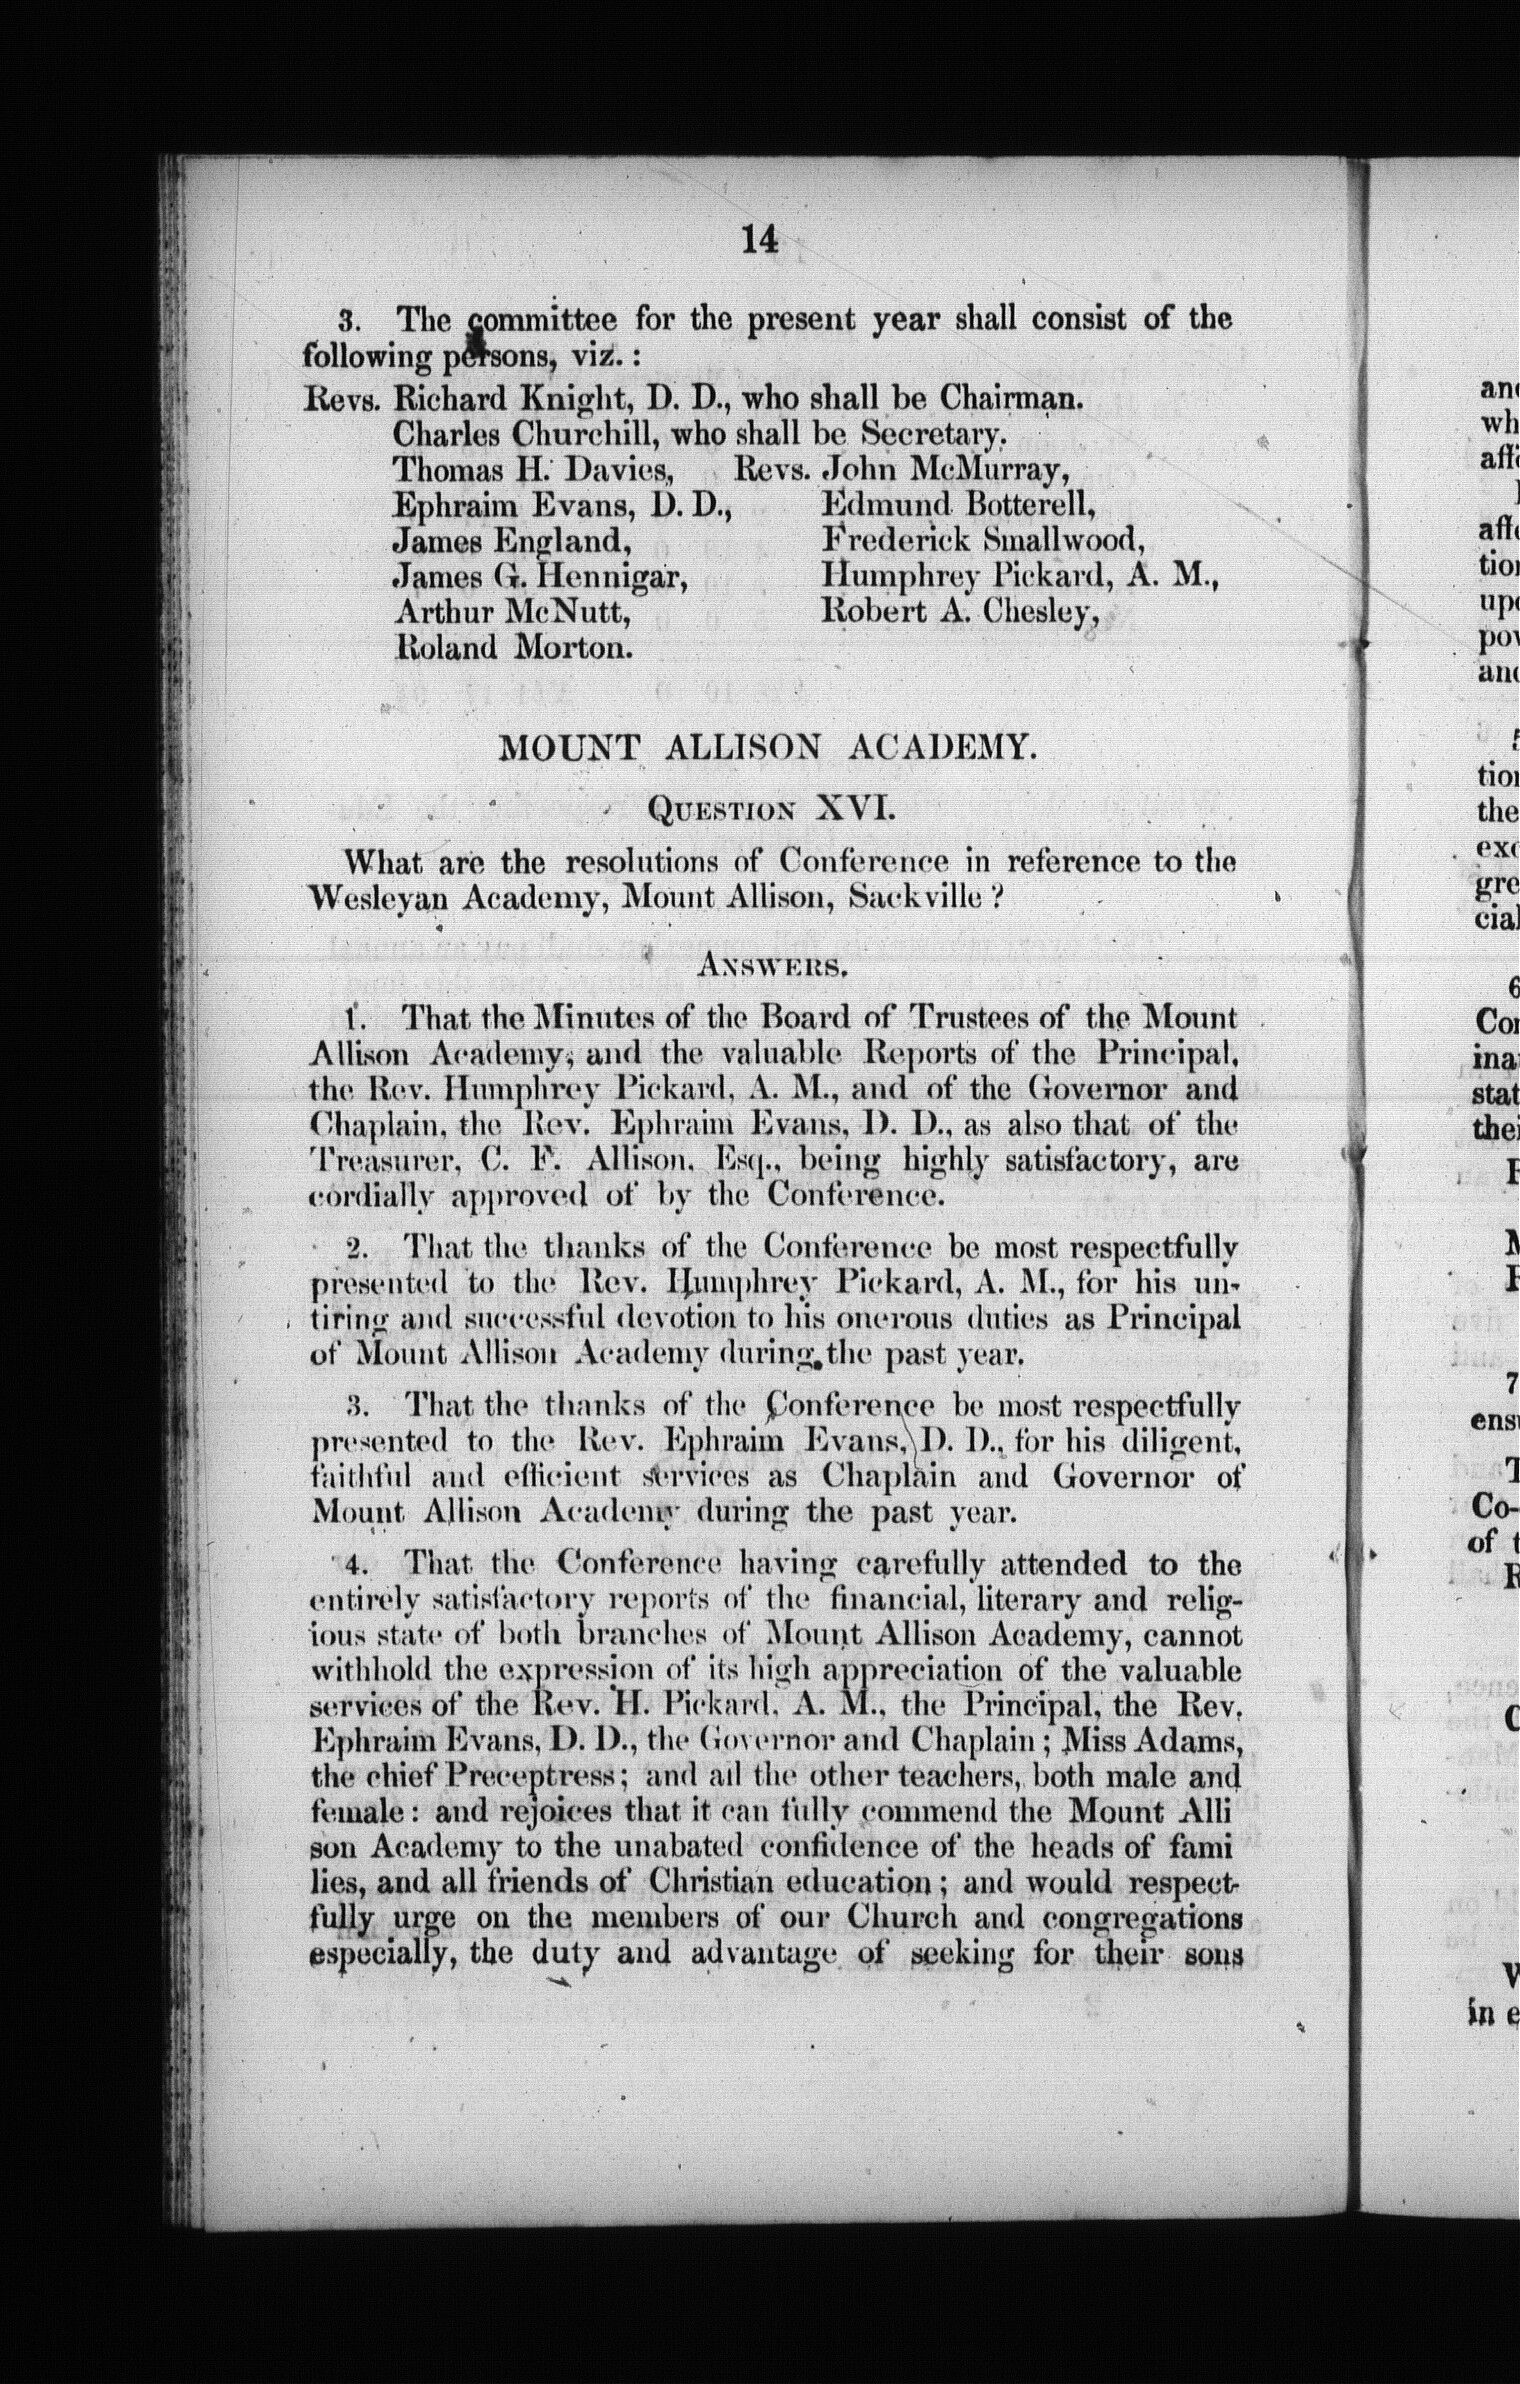 14
3. The committee for the present year shall consist of the
following persons, viz. :
Revs. Richard Knight, D. D., who shall be Chairman.
Charles Churchill, who shall be Secretary.
Thomas H. Davies, Revs. John McMurray,
Ephraim Evans, D. D., Edmund Botterell,
James England, Frederick Smallwood,
James G. Hennigar, Humphrey Pickard, A. M.,
Arthur McNutt, Robert A. Chesley,
Roland Morton.
MOUNT ALLISON ACADEMY.
QUESTION XVI.
What are the resolutions of Conference in reference to the
Wesleyan Academy, Mount Allison, Sackville ?
ANSWERS.
1. That the Minutes of the Board of Trustees of the Mount
Allison Academy, and the valuable Reports of the Principal,
the Rev. Humphrey Pickard, A. M., and of the Governor and
Chaplain, the Rev. Ephraim Evans, D. D., as also that of the
Treasurer, C. F. Allison, Esq., being highly satisfactory, are
cordially approved of by the Conference.
2. That the thanks of the Conference be most respectfully
presented to the Rev. Humphrey Pickard, A. M., for his un-
tiring and successful devotion to his onerous duties as Principal
of Mount Allison Academy during the past year.
3. That the thanks of the Conference be most respectfully
presented to the Rev. Ephraim Evans, D. D., for his diligent,
faithful and efficient services as Chaplain and Governor of
Mount Allison Academy during the past year.
4. That the Conference having carefully attended to the
entirely satisfactory reports of the financial, literary and relig-
ious state of both branches of Mount Allison Academy, cannot
withhold the expression of its high appreciation of the valuable
services of the Rev. H. Pickard, A. M., the Principal, the Rev.
Ephraim Evans, D. D., the Governor and Chaplain ; Miss Adams,
the chief Preceptress ; and all the other teachers, both male and
female : and rejoices that it can fully commend the Mount Alli
son Academy to the unabated confidence of the heads of fami
lies, and all friends of Christian education ; and would respect-
fully urge on the members of our Church and congregations
especially, the duty and advantage of seeking for their sons